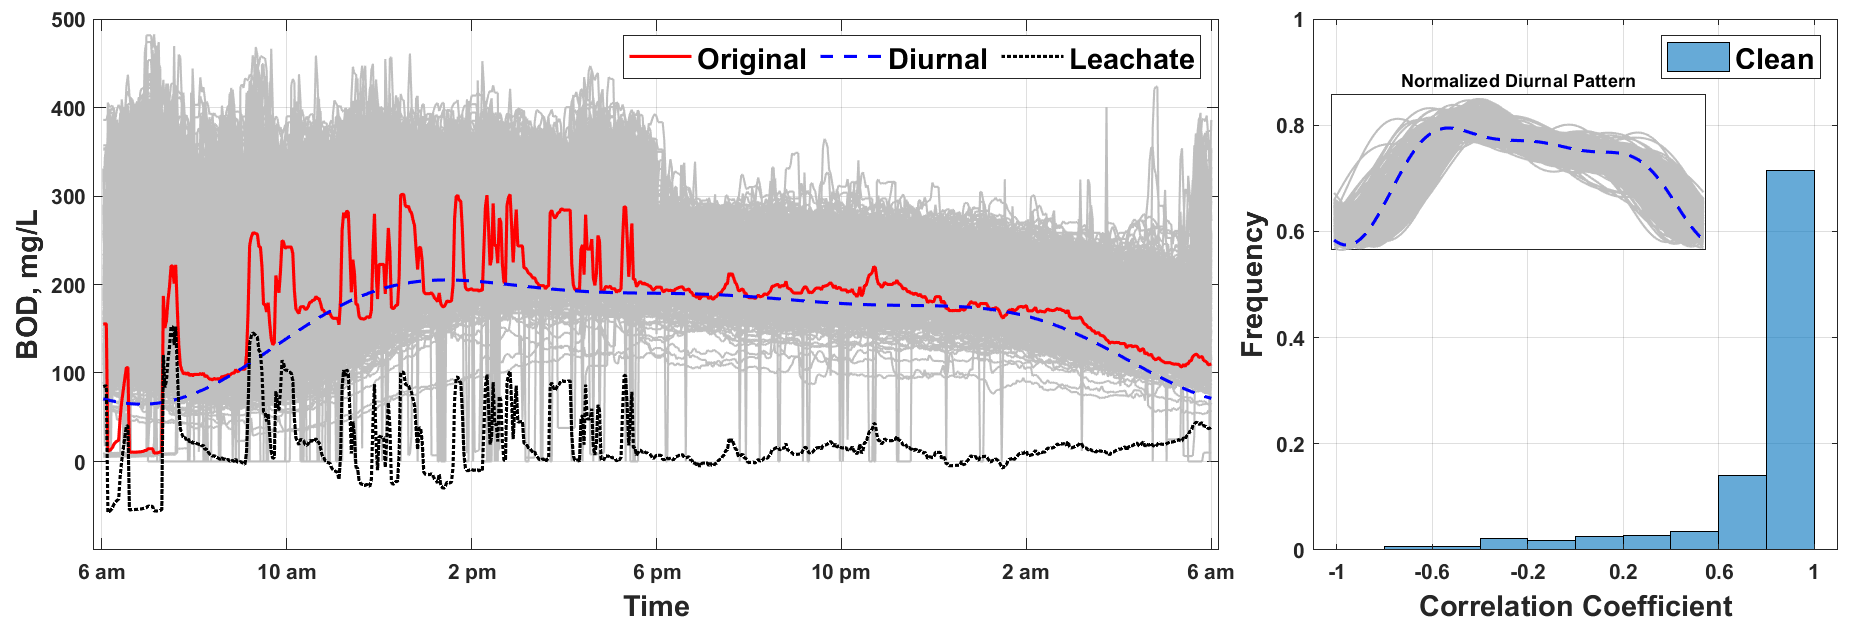 500
400
300
200
100
0
BOD, mg/L
Original Diurnal Leachate
6 am 10 am 2 pm 6 pm 10 pm 2 am 6 am
Time
1
0.8
0.6
0.4
0.2
0
Frequency
Clean
Normalized Diurnal Pattern
-1 -0.6 -0.2 0.2 0.6 1
Correlation Coefficient